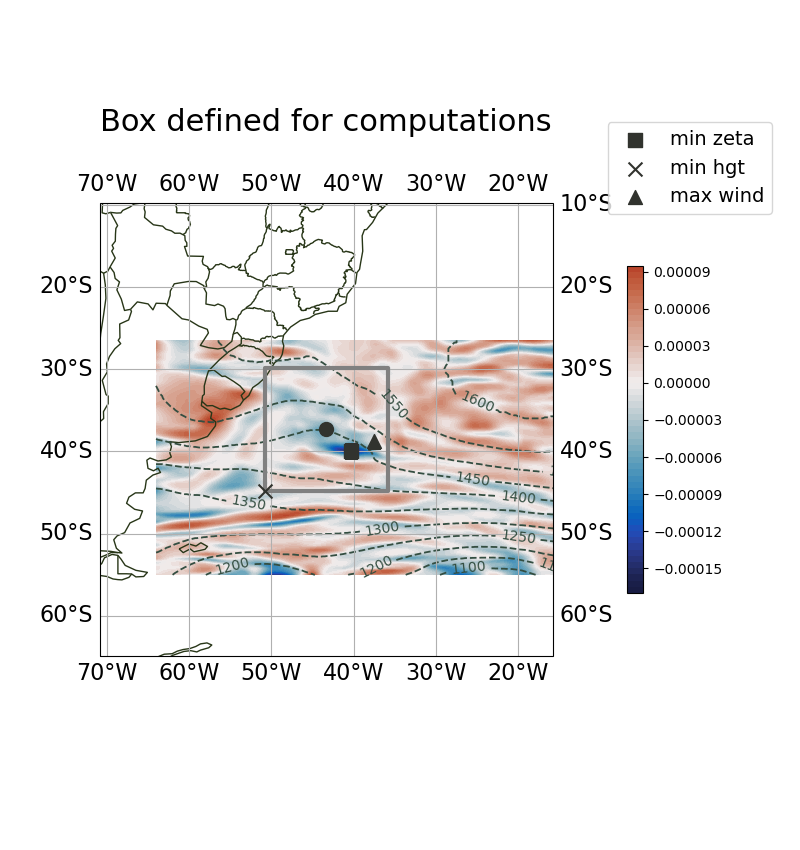 Box defined for computations
min zeta
min hgt
max wind
70°W 60°W 50°W 40°W 30°W 20°W
10°S
20°S 20°S
30°S 30°S
40°S 40°S
50°S 50°S
60°S 60°S
70°W 60°W 50°W 40°W 30°W 20°W
1550
1600
1450
1400
1350
1300
1250
1200
1200
1100
0.00009
0.00006
0.00003
0.00000
−0.00003
−0.00006
−0.00009
−0.00012
−0.00015